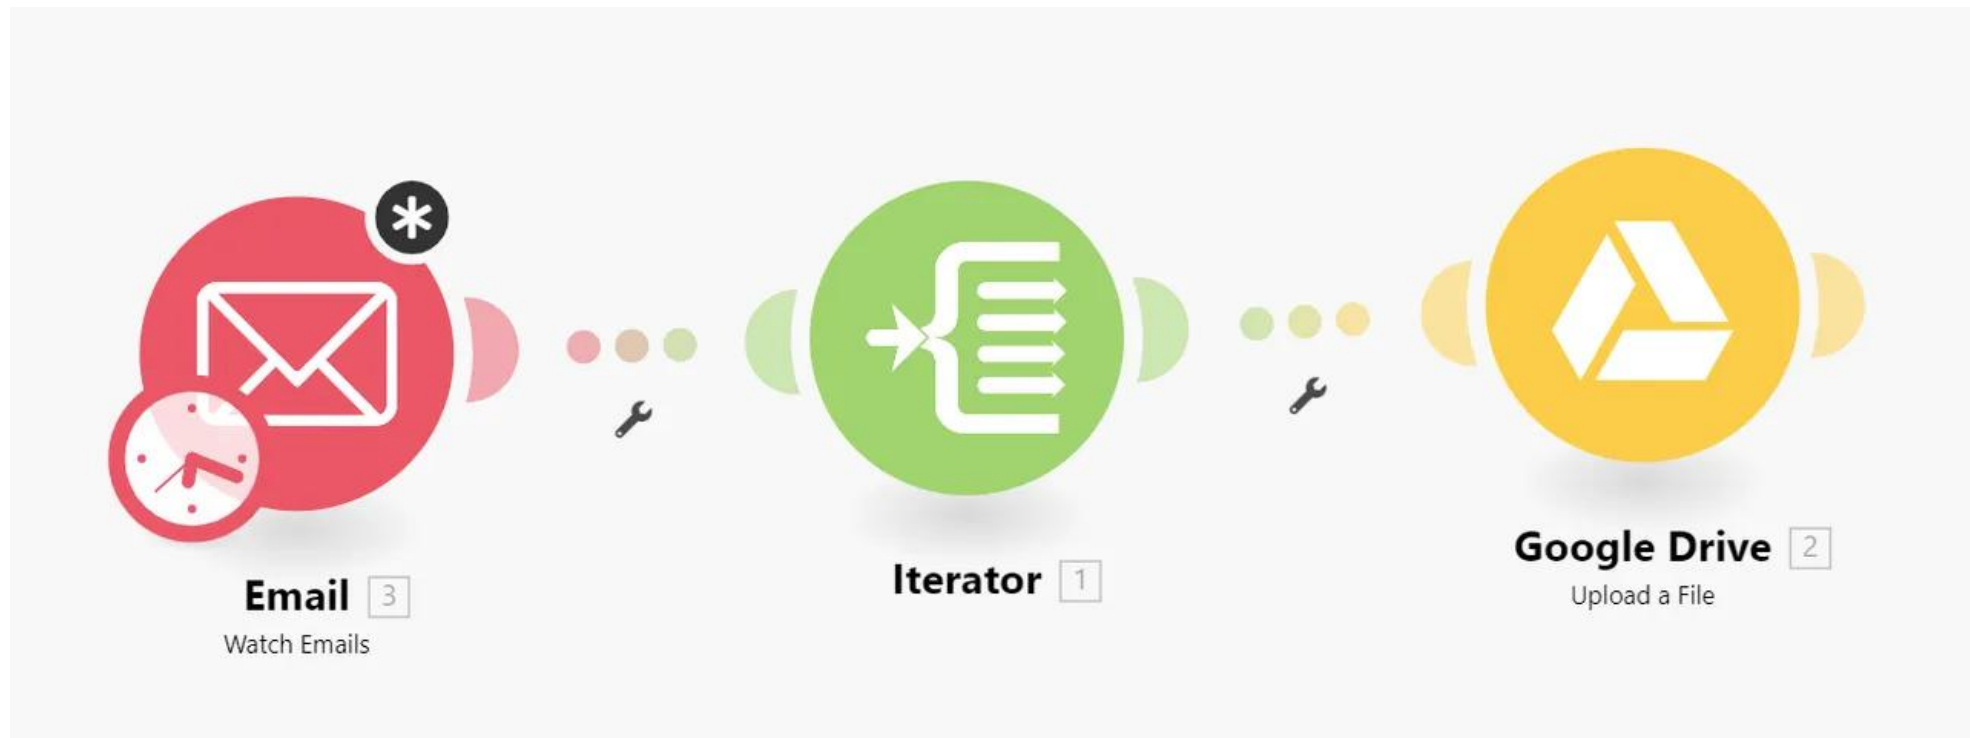 Email 3
Watch Emails
Iterator 1
Google Drive 2
Upload a File